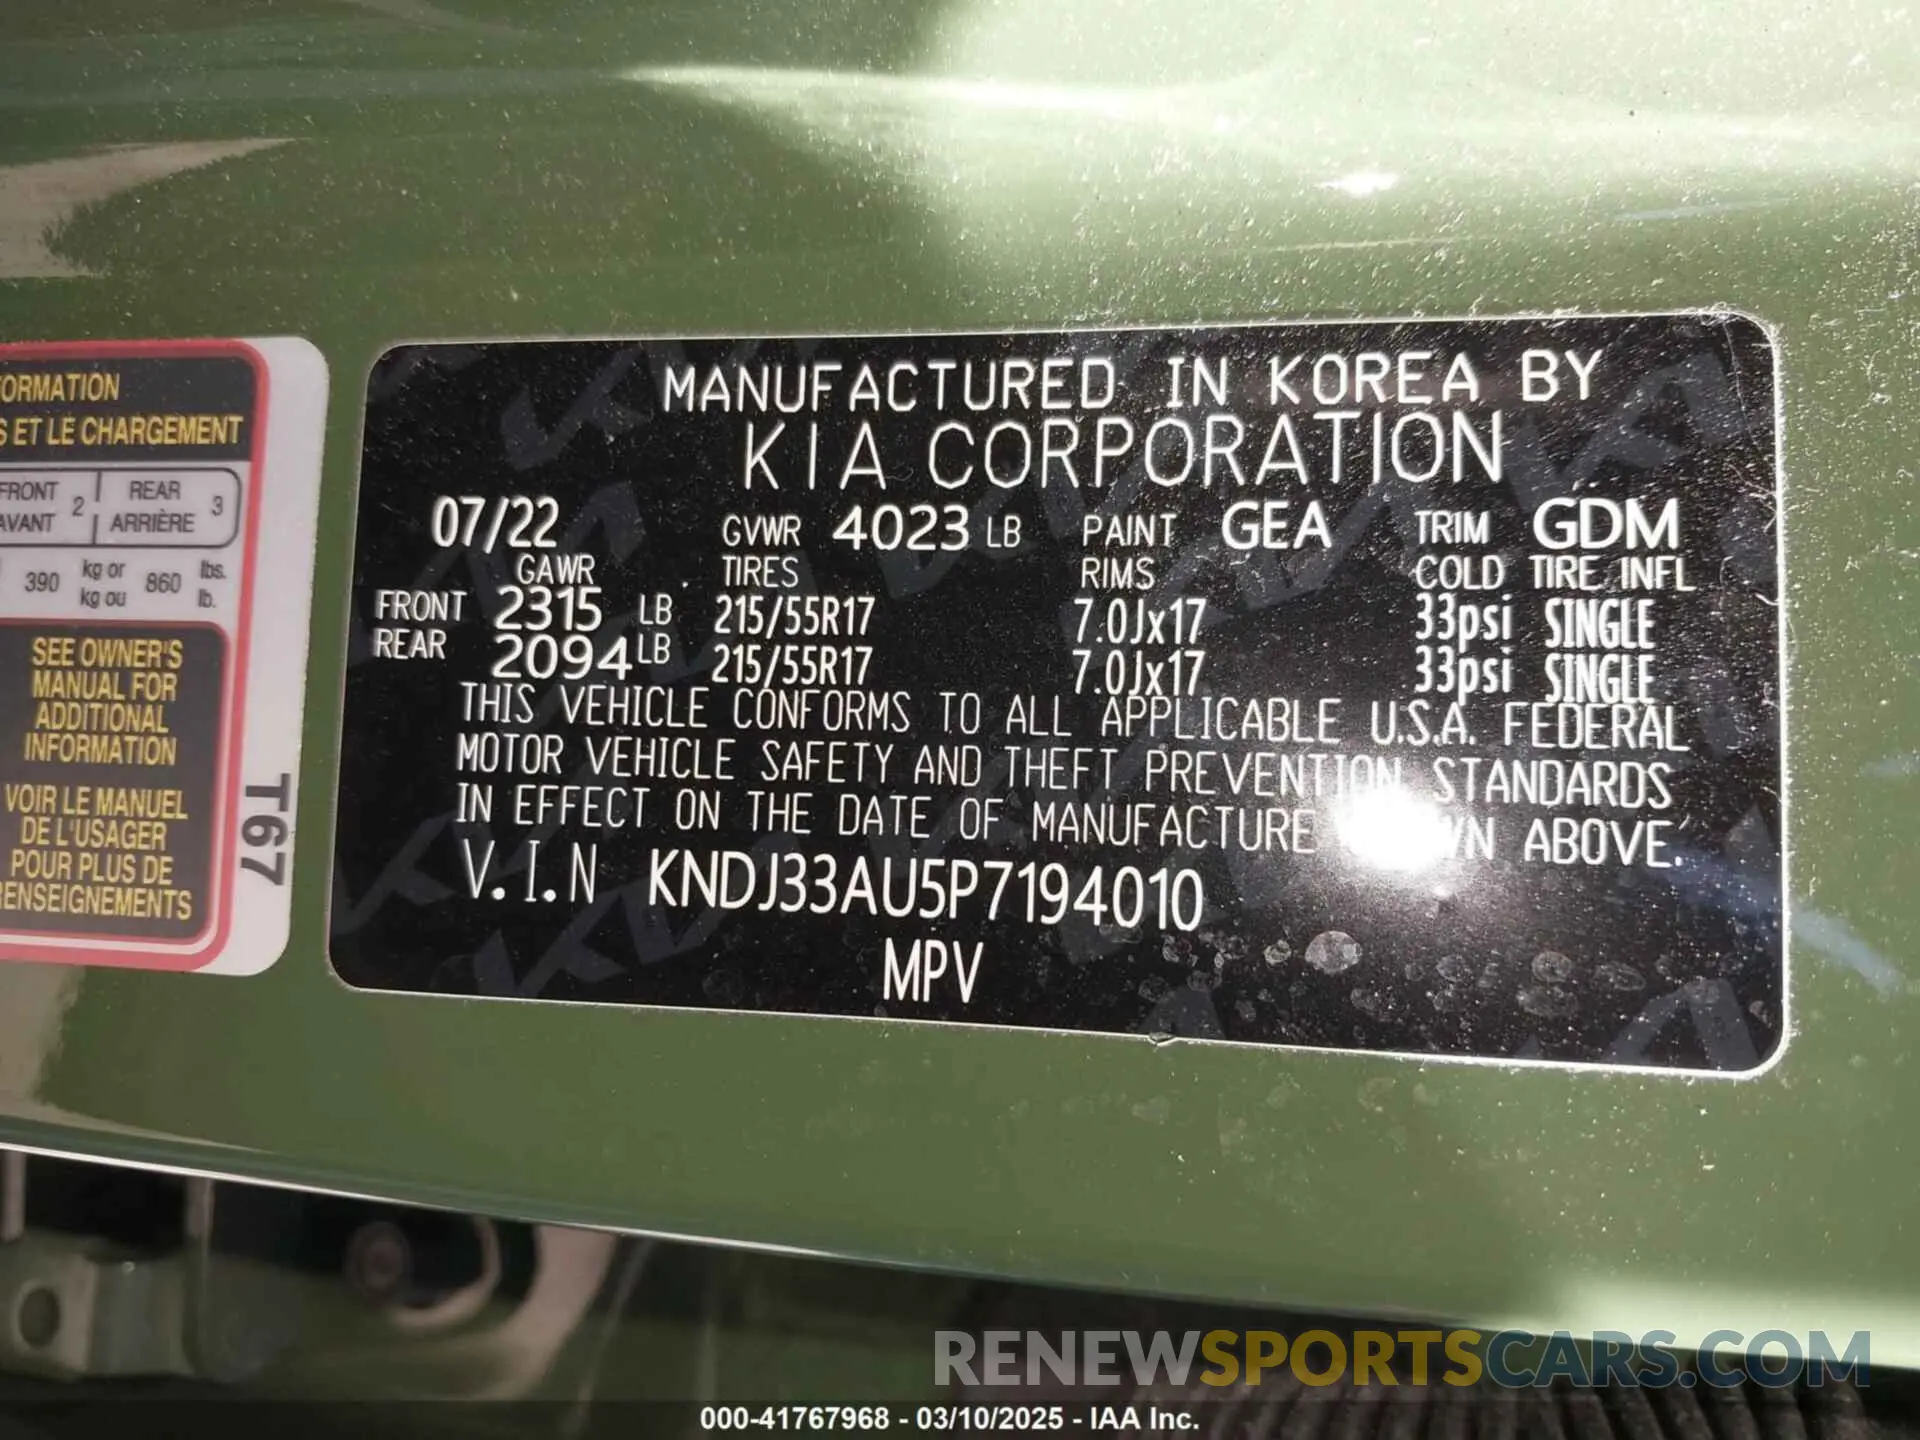 FORMATION
S ET LE CHARGEMENT
FRONT 2 REAR 3
AVANT ARRIÈRE
390 kg or 860 lbs.
kg ou lb.
SEE OWNER'S
MANUAL FOR
ADDITIONAL
INFORMATION
VOIR LE MANUEL
DE L'USAGER
POUR PLUS DE
RENSEIGNEMENTS
T67
MANUFACTURED IN KOREA BY
KIA CORPORATION
07/22 GVWR 4023 LB PAINT GEA TRIM GDM
GAWR TIRES RIMS COLD TIRE INFL
FRONT 2315 LB 215/55R17 7.0Jx17 33psi SINGLE
REAR 2094 LB 215/55R17 7.0Jx17 33psi SINGLE
THIS VEHICLE CONFORMS TO ALL APPLICABLE U.S.A. FEDERAL
MOTOR VEHICLE SAFETY AND THEFT PREVENTION STANDARDS
IN EFFECT ON THE DATE OF MANUFACTURE ABOVE.
V.I.N KNDJ33AU5P7194010
MPV
RENEWSPORTSCARS.COM
000-41767968 - 03/10/2025 - IAA Inc.